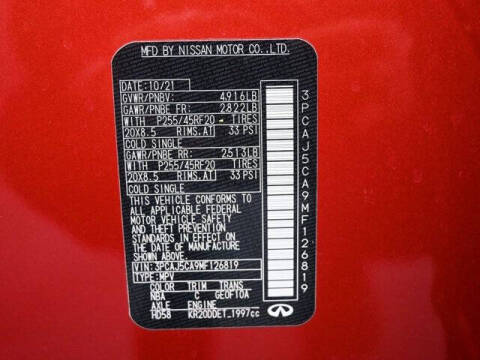 MFD BY NISSAN MOTOR CO.,LTD.
DATE: 10/21
GVWR/PNBV: 4916LB
GAWR/PNBE FR: 2822LB
WITH P255/45RF20 TIRES
20X8.5 RIMS,AT 33 PSI
COLD SINGLE
GAWR/PNBE RR: 2513LB
WITH P255/45RF20 TIRES
20X8.5 RIMS,AT 33 PSI
COLD SINGLE
THIS VEHICLE CONFORMS TO
ALL APPLICABLE FEDERAL
MOTOR VEHICLE SAFETY
AND THEFT PREVENTION
STANDARDS IN EFFECT ON
THE DATE OF MANUFACTURE
SHOWN ABOVE.
VIN: 3PCAJ5CA9MF126819
TYPE: MPV
COLOR TRIM TRANS
NBA C GE0F10A
AXLE ENGINE
HD58 KR20DDET 1997cc
3PCAJ5CA9MF126819